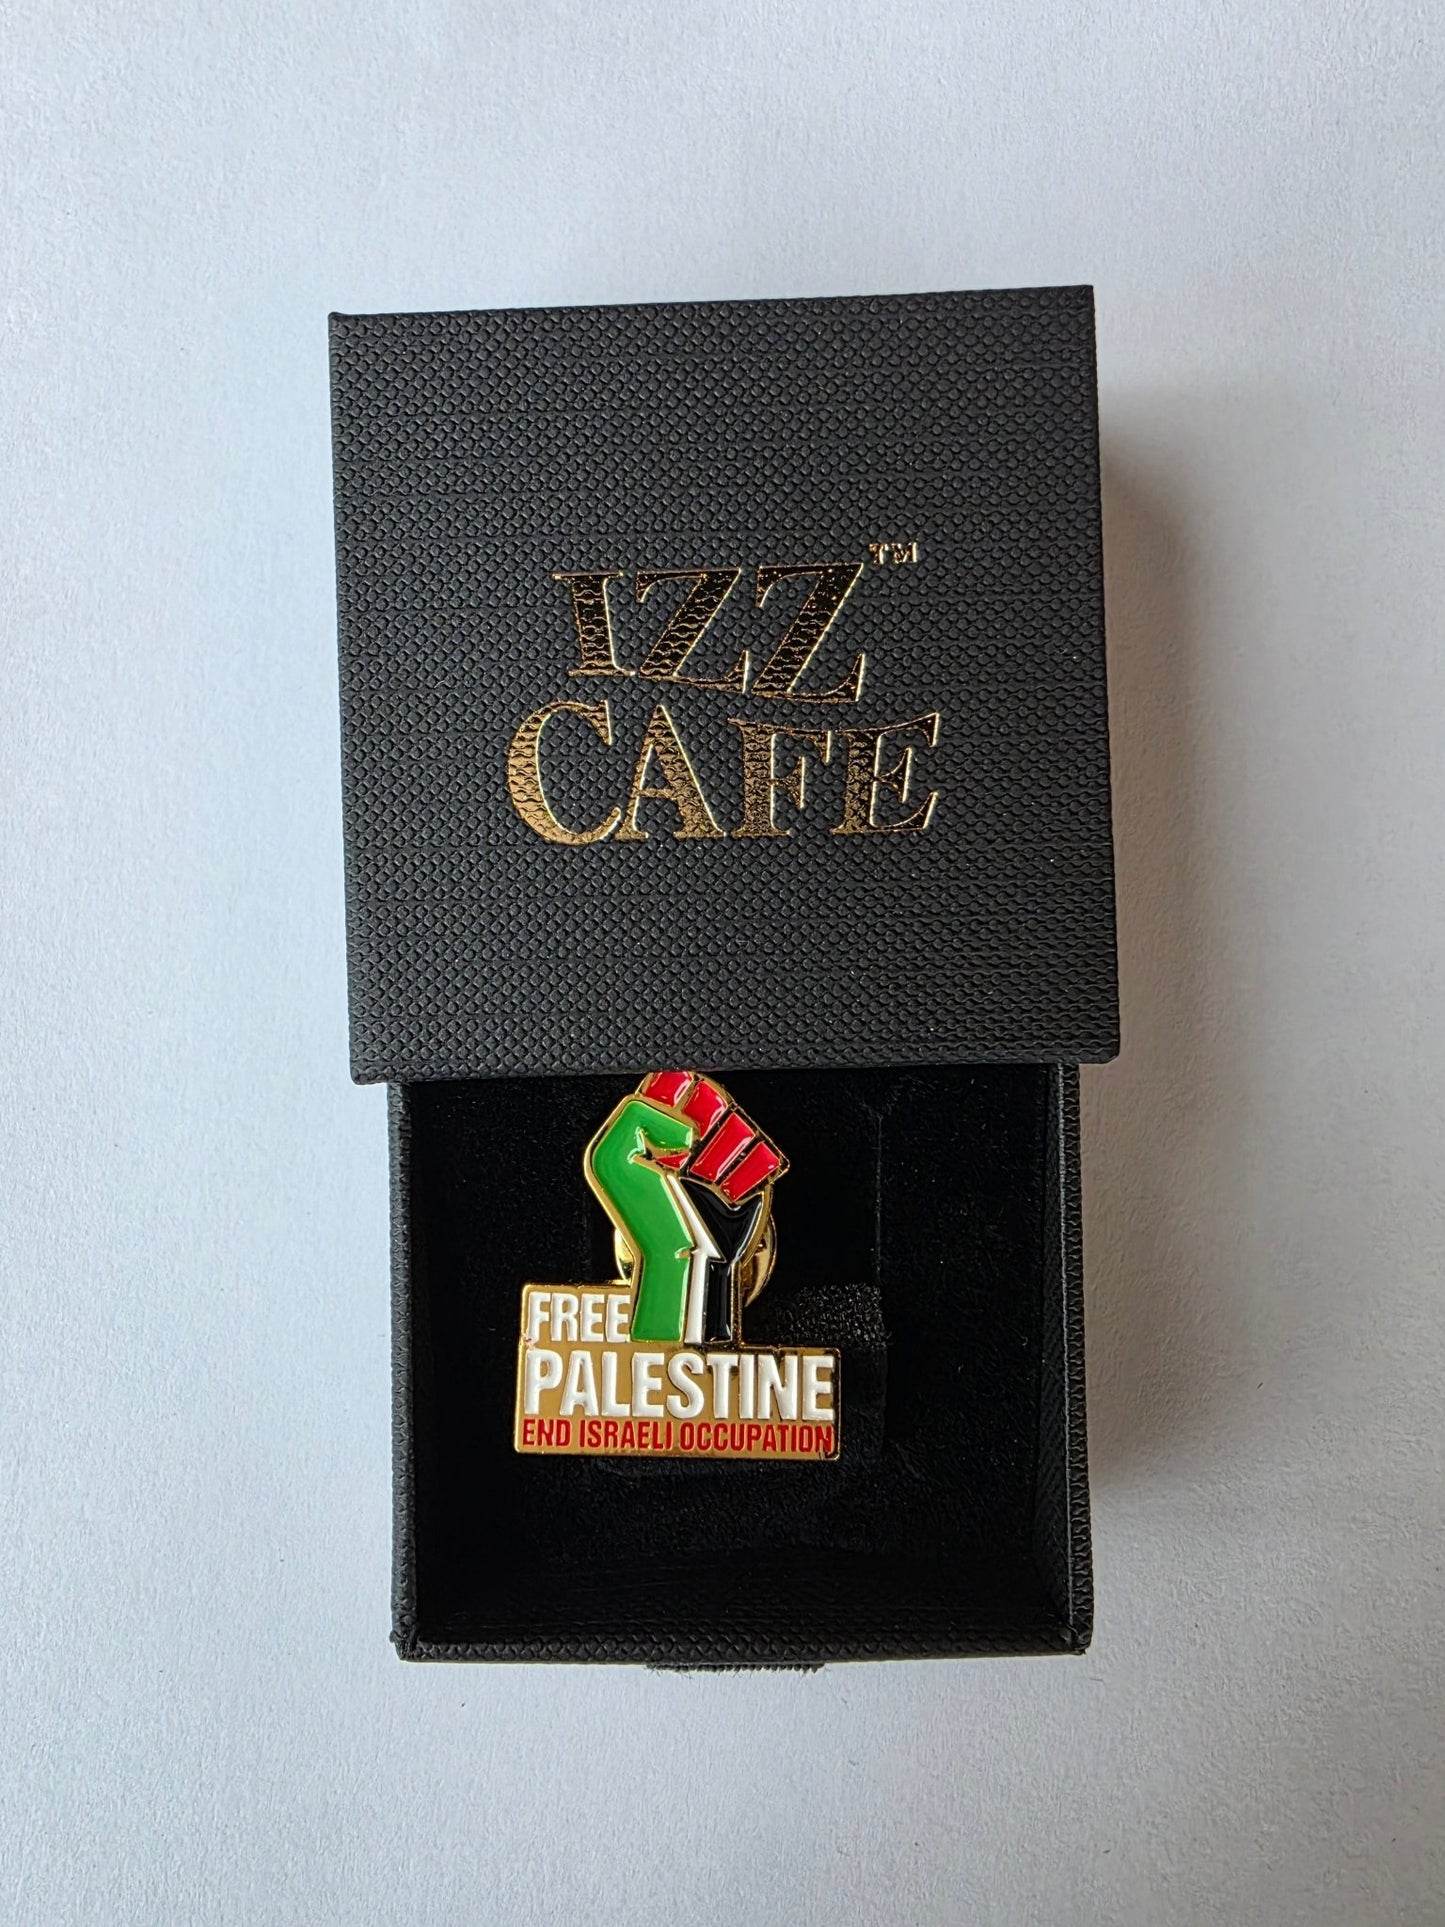 IZZ™
CAFE
FREE
PALESTINE
END ISRAELI OCCUPATION